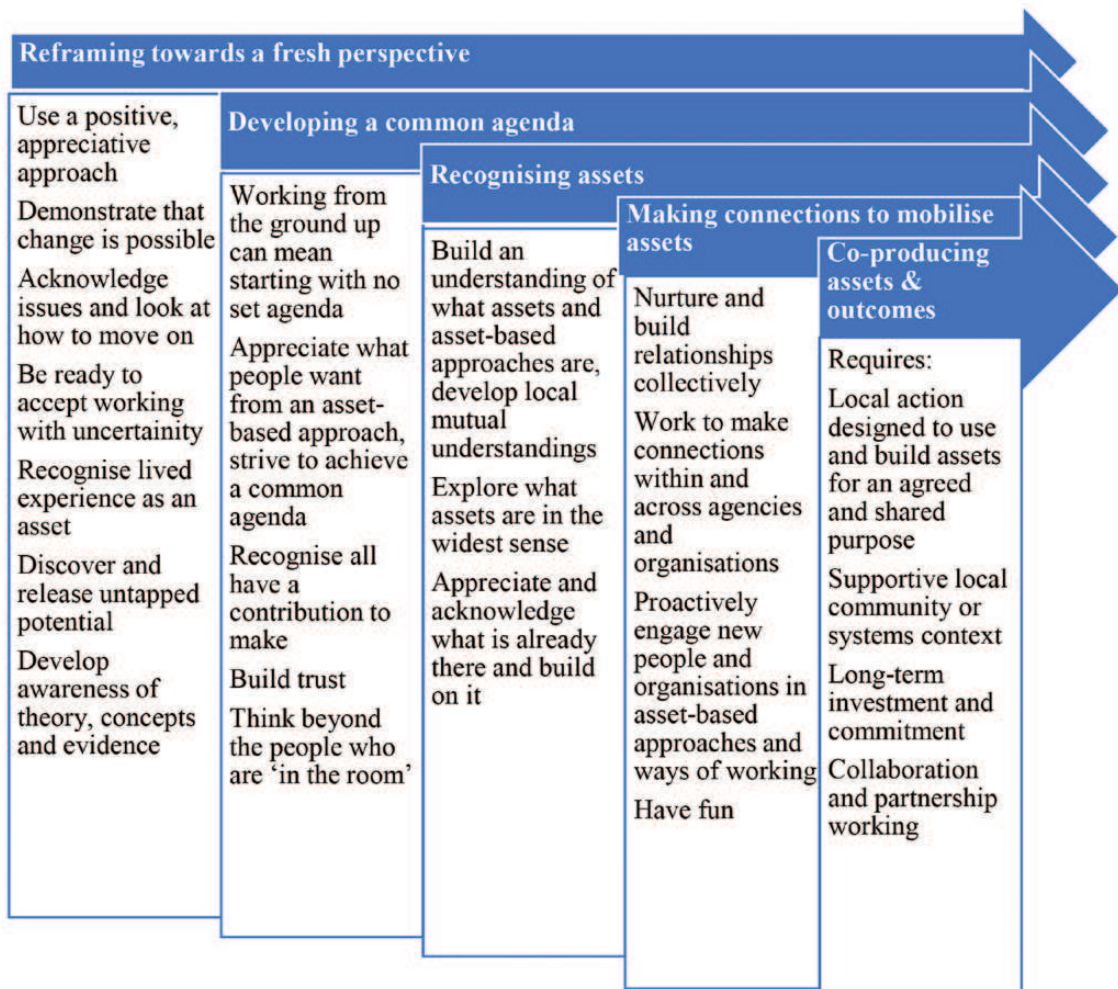 Reframing towards a fresh perspective
Use a positive,
appreciative
approach
Demonstrate that
change is possible
Acknowledge
issues and look at
how to move on
Be ready to
accept working
with uncertainity
Recognise lived
experience as an
asset
Discover and
release untapped
potential
Develop
awareness of
theory, concepts
and evidence
Developing a common agenda
Working from
the ground up
can mean
starting with no
set agenda
Appreciate what
people want
from an asset-
based approach,
strive to achieve
a common
agenda
Recognise all
have a
contribution to
make
Build trust
Think beyond
the people who
are ‘in the room’
Recognising assets
Build an
understanding of
what assets and
asset-based
approaches are,
develop local
mutual
understandings
Explore what
assets are in the
widest sense
Appreciate and
acknowledge
what is already
there and build
on it
Making connections to mobilise
assets
Nurture and
build
relationships
collectively
Work to make
connections
within and
across agencies
and
organisations
Proactively
engage new
people and
organisations in
asset-based
approaches and
ways of working
Have fun
Co-producing
assets &
outcomes
Requires:
Local action
designed to use
and build assets
for an agreed
and shared
purpose
Supportive local
community or
systems context
Long-term
investment and
commitment
Collaboration
and partnership
working